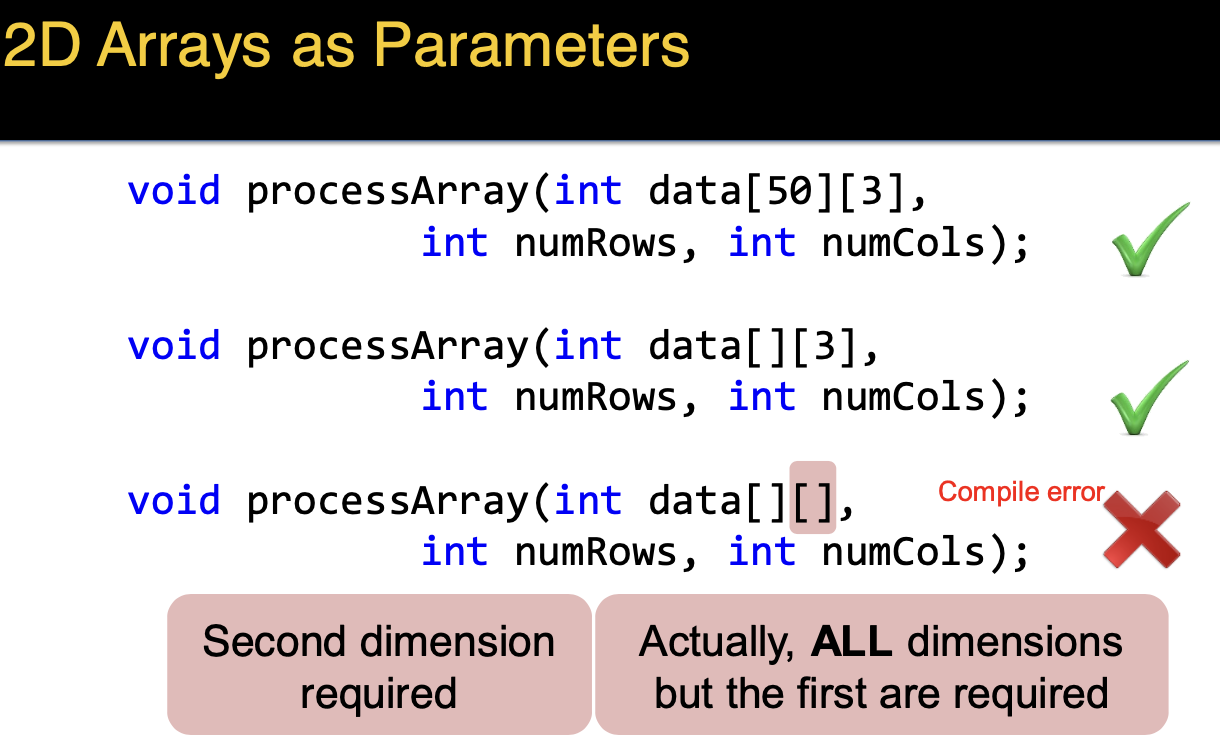 2D Arrays as Parameters
void processArray(int data[50][3],
int numRows, int numCols);
void processArray(int data[][3],
int numRows, int numCols);
void processArray(int data[][],
Compile error
int numRows, int numCols);
Second dimension
required
Actually, ALL dimensions
but the first are required